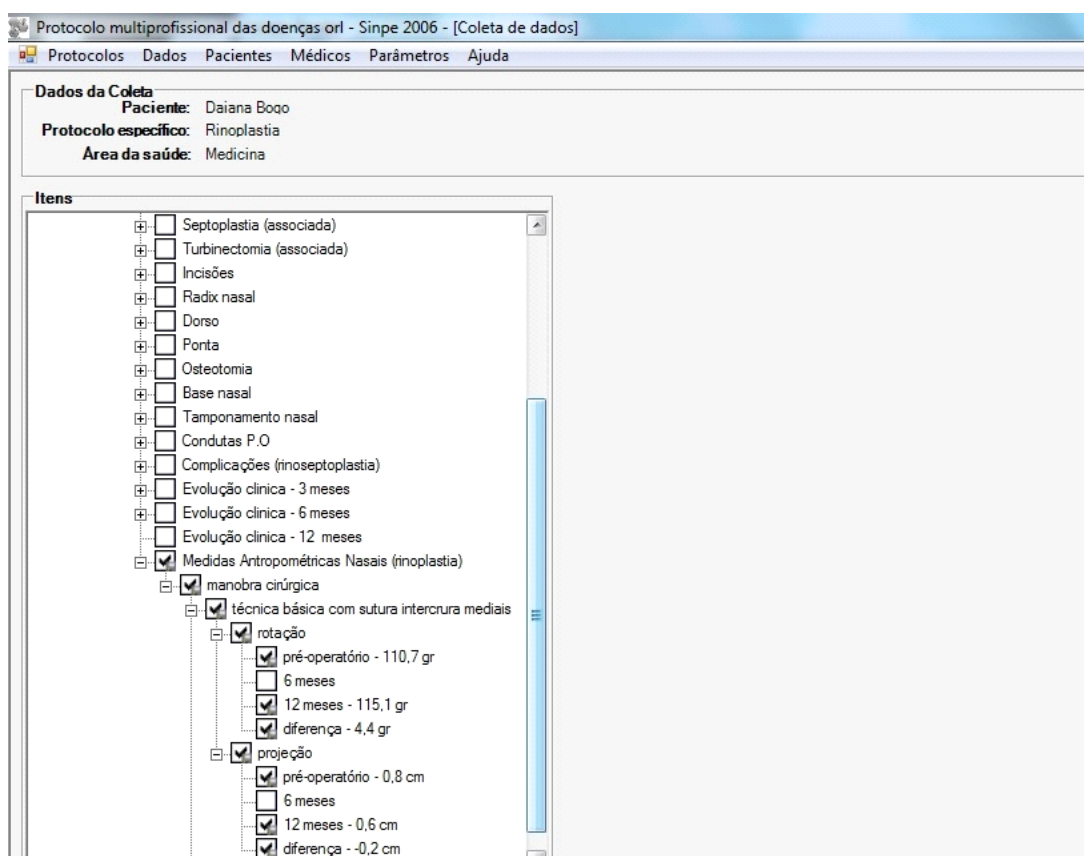 Protocolo multiprofissional das doenças orl - Sinpe 2006 - [Coleta de dados]
Protocolos Dados Pacientes Médicos Parâmetros Ajuda
Dados da Coleta
Paciente: Daiana Bogo
Protocolo específico: Rinoplastia
Área da saúde: Medicina
Itens
Septoplastia (associada)
Turbinectomia (associada)
Incisões
Radix nasal
Dorso
Ponta
Osteotomia
Base nasal
Tamponamento nasal
Condutas P.O
Complicações (rinoseptoplastia)
Evolução clinica - 3 meses
Evolução clinica - 6 meses
Evolução clinica - 12 meses
Medidas Antropométricas Nasais (rinoplastia)
manobra cirúrgica
técnica básica com sutura intercrura mediais
rotação
pré-operatório - 110,7 gr
6 meses
12 meses - 115,1 gr
diferença - 4,4 gr
projeção
pré-operatório - 0,8 cm
6 meses
12 meses - 0,6 cm
diferença - -0,2 cm